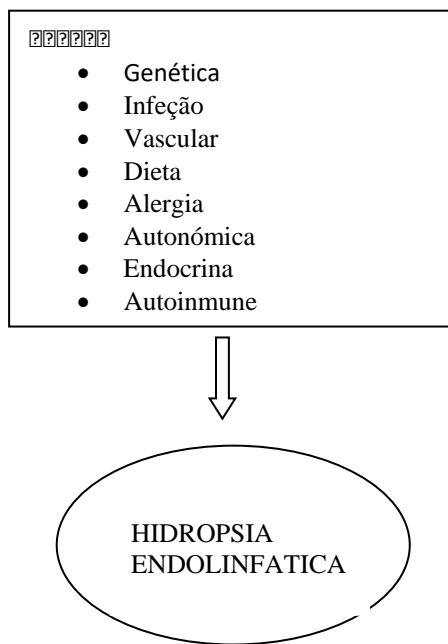 Genética
Infeção
Vascular
Dieta
Alergia
Autonómica
Endocrina
Autoinmune
HIDROPSIA
ENDOLINFATICA